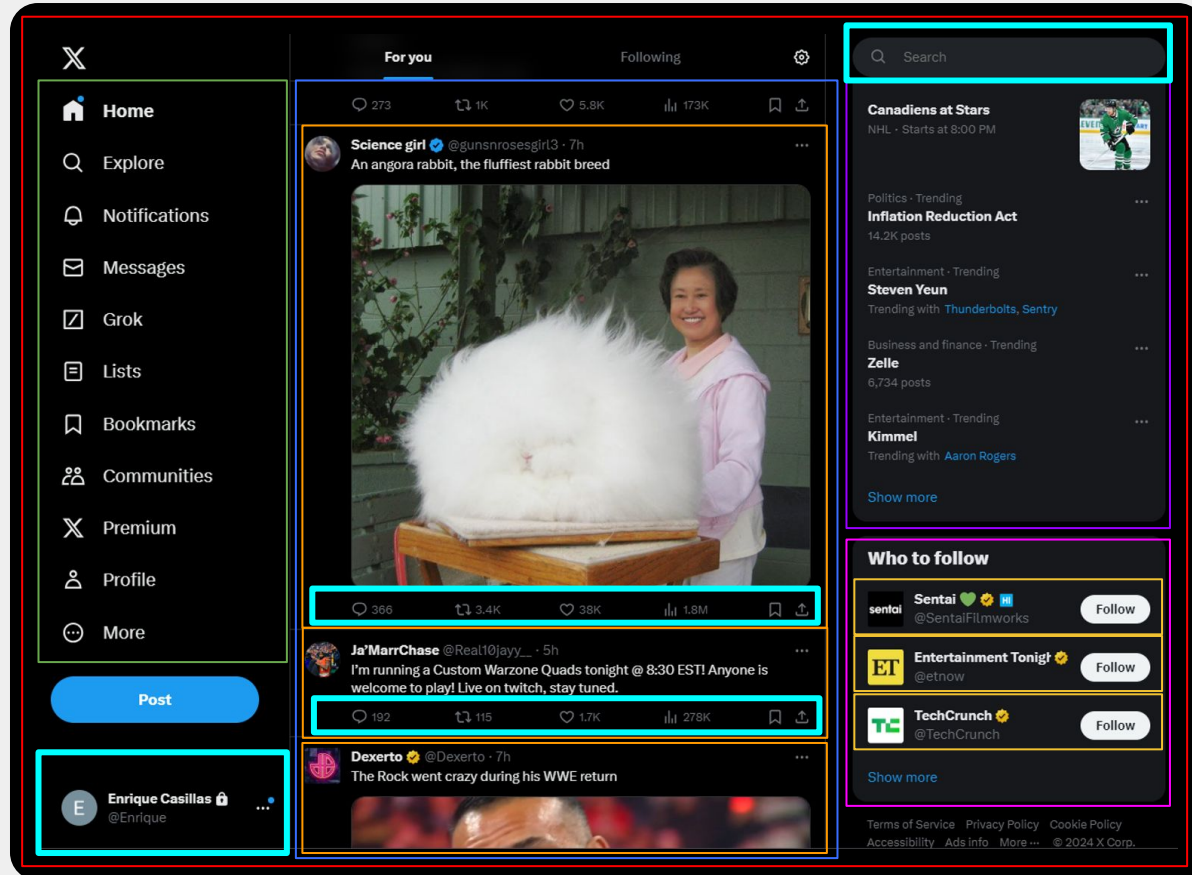 Home
Explore
Notifications
Messages
Grok
Lists
Bookmarks
Communities
Premium
Profile
More
Post
E
Enrique Casillas
@Enrique
For you
Following
273 1K 5.8K 173K
Science girl @gunsnrosesgirl3 · 7h
An angora rabbit, the fluffiest rabbit breed
366 3.4K 38K 1.8M
Ja'MarrChase @Real10jayy__ · 5h
I'm running a Custom Warzone Quads tonight @ 8:30 EST! Anyone is
welcome to play! Live on twitch, stay tuned.
192 115 1.7K 278K
Dexerto @Dexerto · 7h
The Rock went crazy during his WWE return
Search
Canadiens at Stars
NHL · Starts at 8:00 PM
Politics · Trending
Inflation Reduction Act
14.2K posts
Entertainment · Trending
Steven Yeun
Trending with Thunderbolts, Sentry
Business and finance · Trending
Zelle
6,734 posts
Entertainment · Trending
Kimmel
Trending with Aaron Rogers
Show more
Who to follow
sentai
Sentai 💚 HI
@SentaiFilmworks
Follow
ET
Entertainment Tonight
@etnow
Follow
TC
TechCrunch
@TechCrunch
Follow
Show more
Terms of Service Privacy Policy Cookie Policy
Accessibility Ads info More ··· © 2024 X Corp.